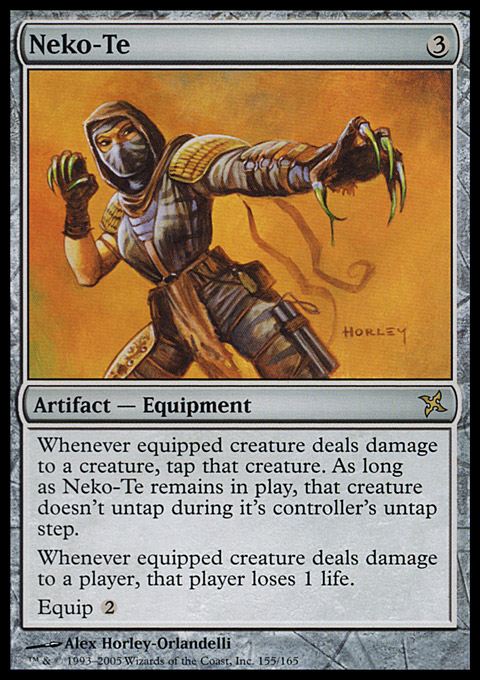 Neko-Te 3
HORLEY
Artifact — Equipment
Whenever equipped creature deals damage
to a creature, tap that creature. As long
as Neko-Te remains in play, that creature
doesn't untap during it's controller's untap
step.
Whenever equipped creature deals damage
to a player, that player loses 1 life.
Equip 2
Alex Horley-Orlandelli
™ & © 1993–2005 Wizards of the Coast, Inc. 155/165